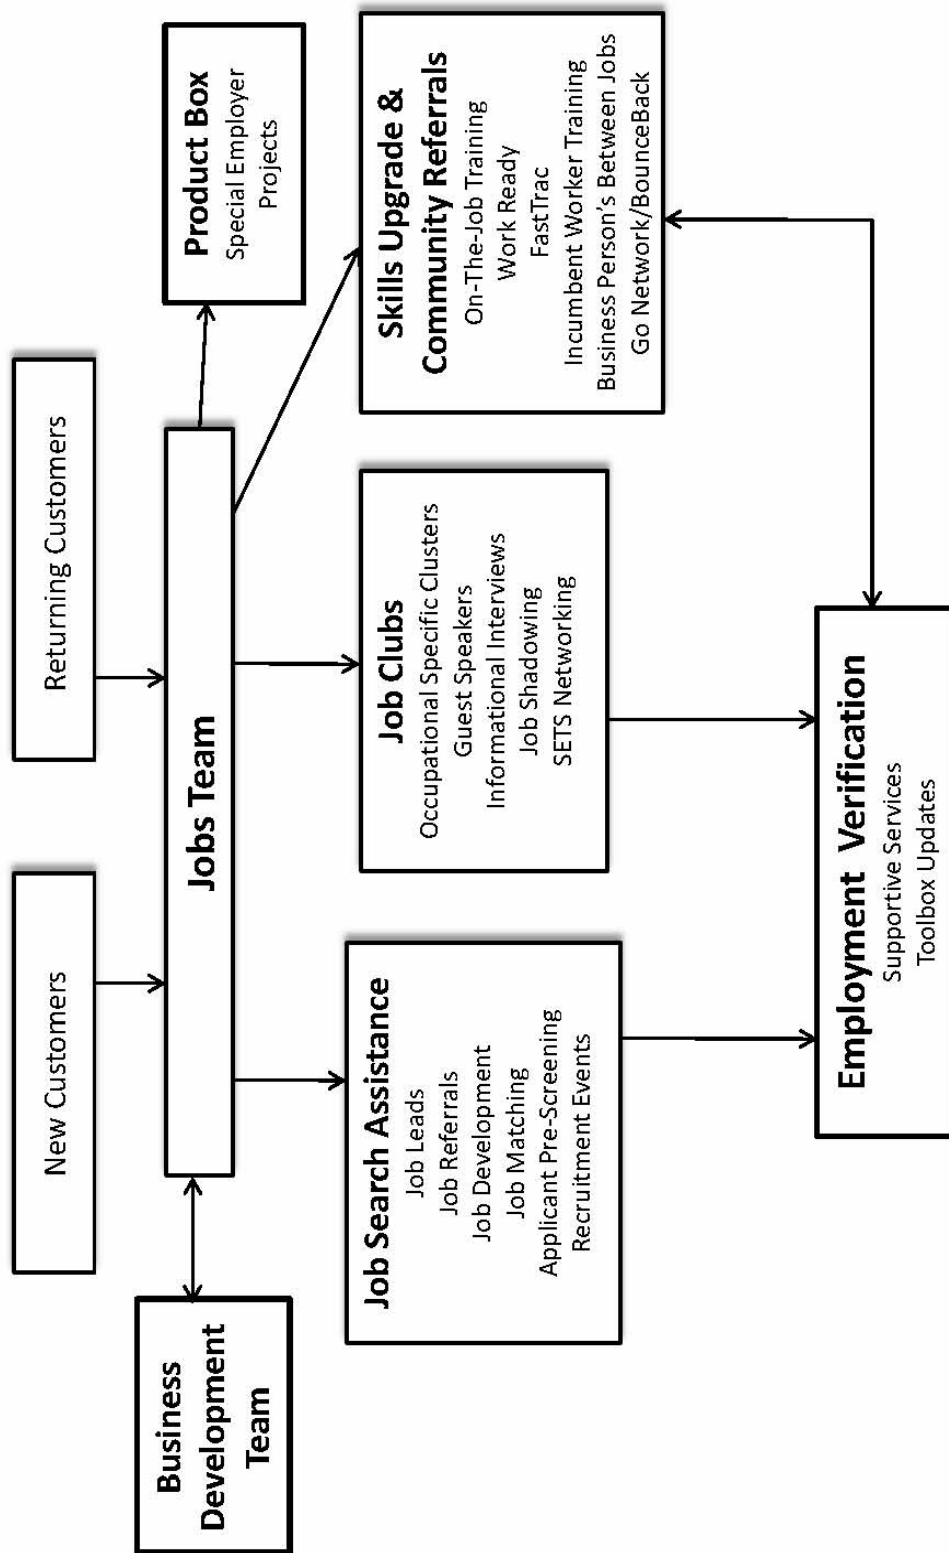 New Customers
Returning Customers
Business
Development
Team
Jobs Team
Product Box
Special Employer
Projects
Job Search Assistance
Job Leads
Job Referrals
Job Development
Job Matching
Applicant Pre-Screening
Recruitment Events
Job Clubs
Occupational Specific Clusters
Guest Speakers
Informational Interviews
Job Shadowing
SETS Networking
Skills Upgrade &
Community Referrals
On-The-Job Training
Work Ready
FastTrac
Incumbent Worker Training
Business Person's Between Jobs
Go Network/BounceBack
Employment Verification
Supportive Services
Toolbox Updates